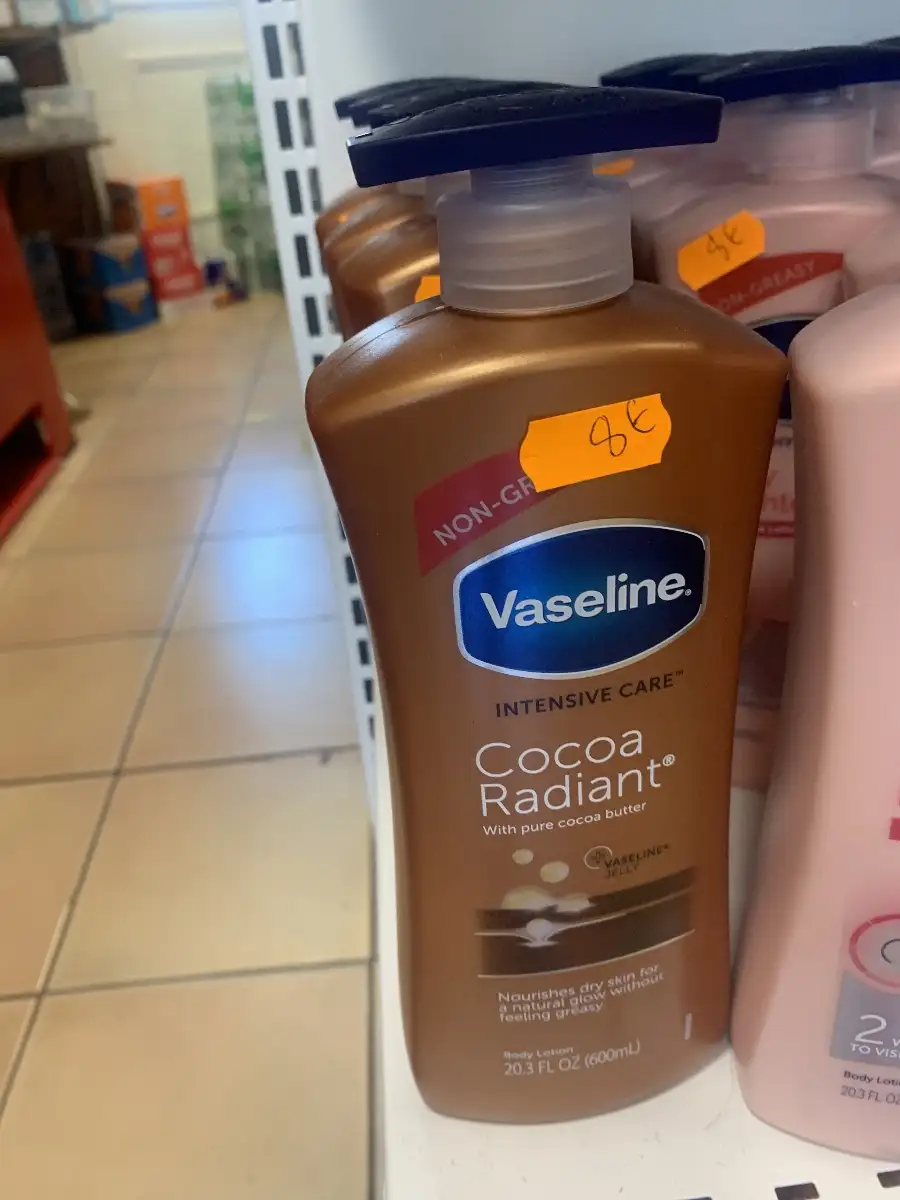 8€
NON-GR
Vaseline®
INTENSIVE CARE™
Cocoa
Radiant®
With pure cocoa butter
VASELINE®
JELLY
Nourishes dry skin for
a natural glow without
feeling greasy
Body Lotion
20.3 FL OZ (600mL)
8€
ON-GREASY
2
TO VIS
Body Loti
20.3 FL OZ